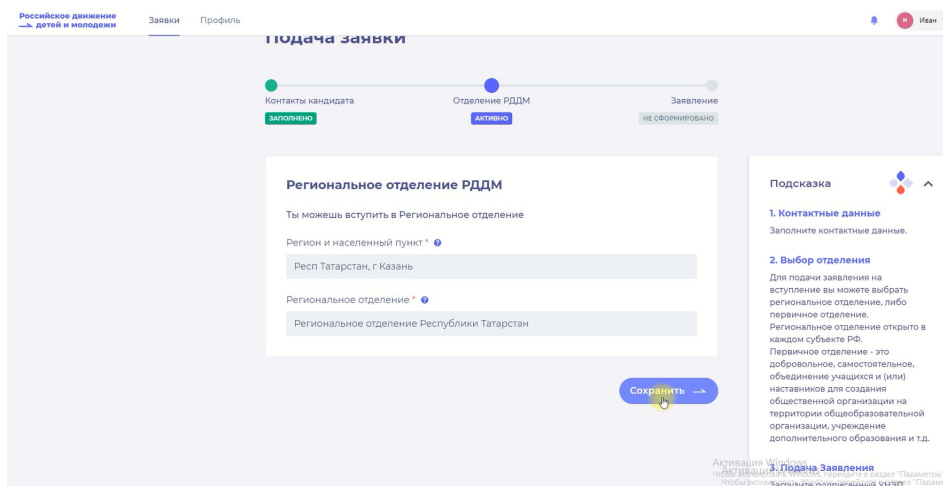 Российское движение
детей и молодежи
Заявки
Профиль
И
Иван
Подача заявки
Контакты кандидата
Отделение РДДМ
Заявление
ЗАПОЛНЕНО
АКТИВНО
НЕ СФОРМИРОВАНО
Региональное отделение РДДМ
Ты можешь вступить в Региональное отделение
Регион и населенный пункт *
Респ Татарстан, г Казань
Региональное отделение *
Региональное отделение Республики Татарстан
Сохранить
Подсказка
1. Контактные данные
Заполните контактные данные.
2. Выбор отделения
Для подачи заявления на
вступление вы можете выбрать
региональное отделение, либо
первичное отделение.
Региональное отделение открыто в
каждом субъекте РФ.
Первичное отделение - это
добровольное, самостоятельное,
объединение учащихся и (или)
наставников для создания
общественной организации на
территории общеобразовательной
организации, учреждение
дополнительного образования и т.д.
Активация Windows
3. Подача Заявления